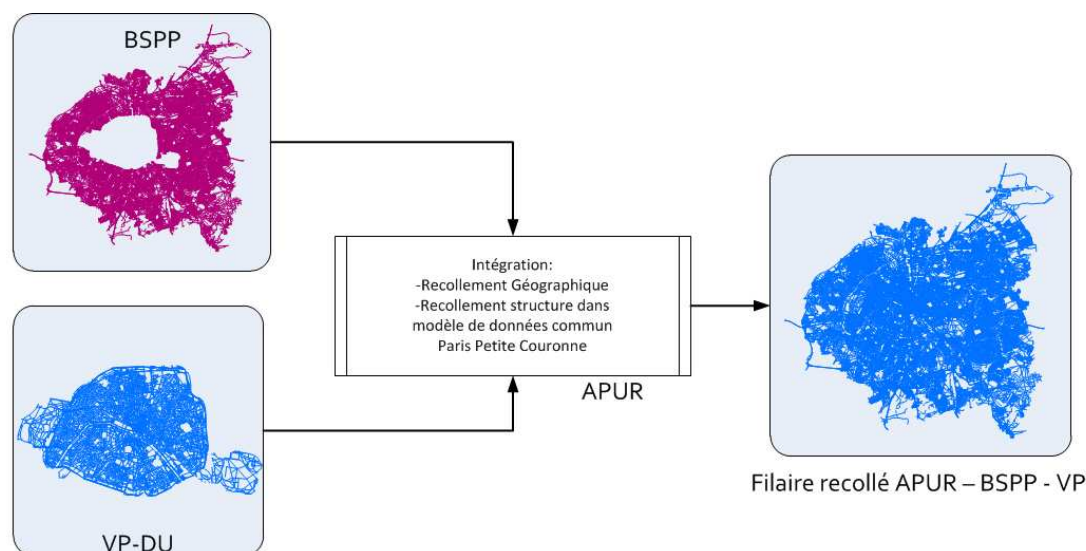 BSPP
Intégration:
-Recollement Géographique
-Recollement structure dans
modèle de données commun
Paris Petite Couronne
APUR
Filaire recollé APUR – BSPP - VP
VP-DU